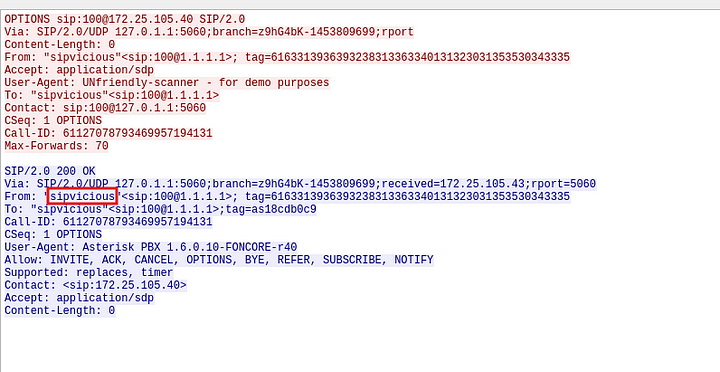 OPTIONS sip:100@172.25.105.40 SIP/2.0
Via: SIP/2.0/UDP 127.0.1.1:5060;branch=z9hG4bK-1453809699;rport
Content-Length: 0
From: "sipvicious"<sip:100@1.1.1.1>; tag=6163313936393238313363340131323031353530343335
Accept: application/sdp
User-Agent: UNfriendly-scanner - for demo purposes
To: "sipvicious"<sip:100@1.1.1.1>
Contact: sip:100@127.0.1.1:5060
CSeq: 1 OPTIONS
Call-ID: 61127078793469957194131
Max-Forwards: 70
SIP/2.0 200 OK
Via: SIP/2.0/UDP 127.0.1.1:5060;branch=z9hG4bK-1453809699;received=172.25.105.43;rport=5060
From: "sipvicious"<sip:100@1.1.1.1>; tag=6163313936393238313363340131323031353530343335
To: "sipvicious"<sip:100@1.1.1.1>;tag=as18cdb0c9
Call-ID: 61127078793469957194131
CSeq: 1 OPTIONS
User-Agent: Asterisk PBX 1.6.0.10-FONCORE-r40
Allow: INVITE, ACK, CANCEL, OPTIONS, BYE, REFER, SUBSCRIBE, NOTIFY
Supported: replaces, timer
Contact: <sip:172.25.105.40>
Accept: application/sdp
Content-Length: 0